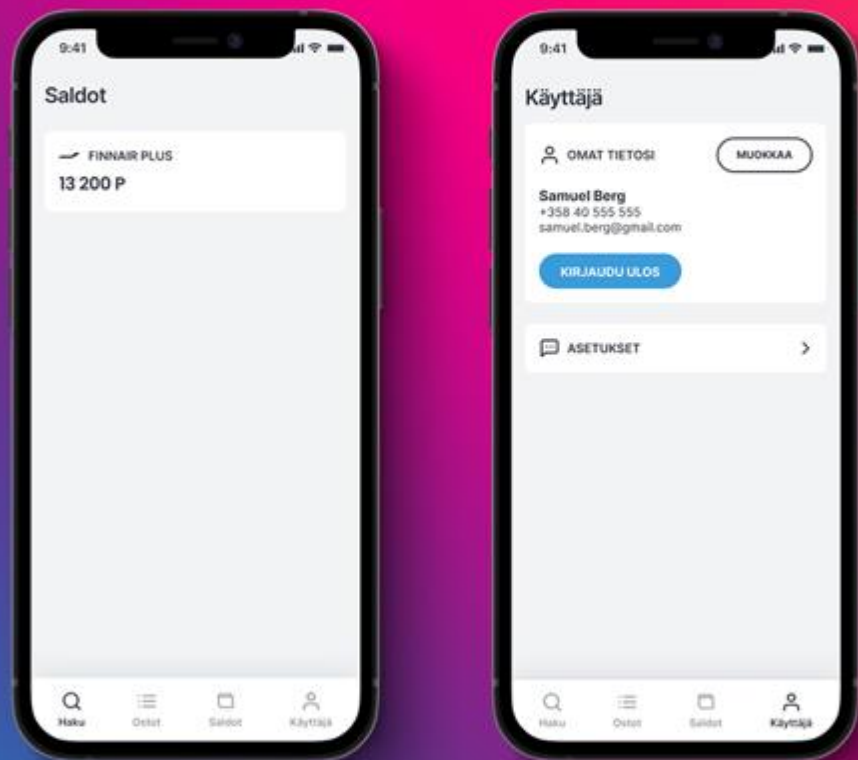 9:41
Saldot
FINNAIR PLUS
13 200 P
Haku
Ostot
Saldot
Käyttäjä
9:41
Käyttäjä
OMAT TIETOSI
MUOKKAA
Samuel Berg
+358 40 555 555
samuel.berg@gmail.com
KIRJAUDU ULOS
ASETUKSET
Haku
Ostot
Saldot
Käyttäjä